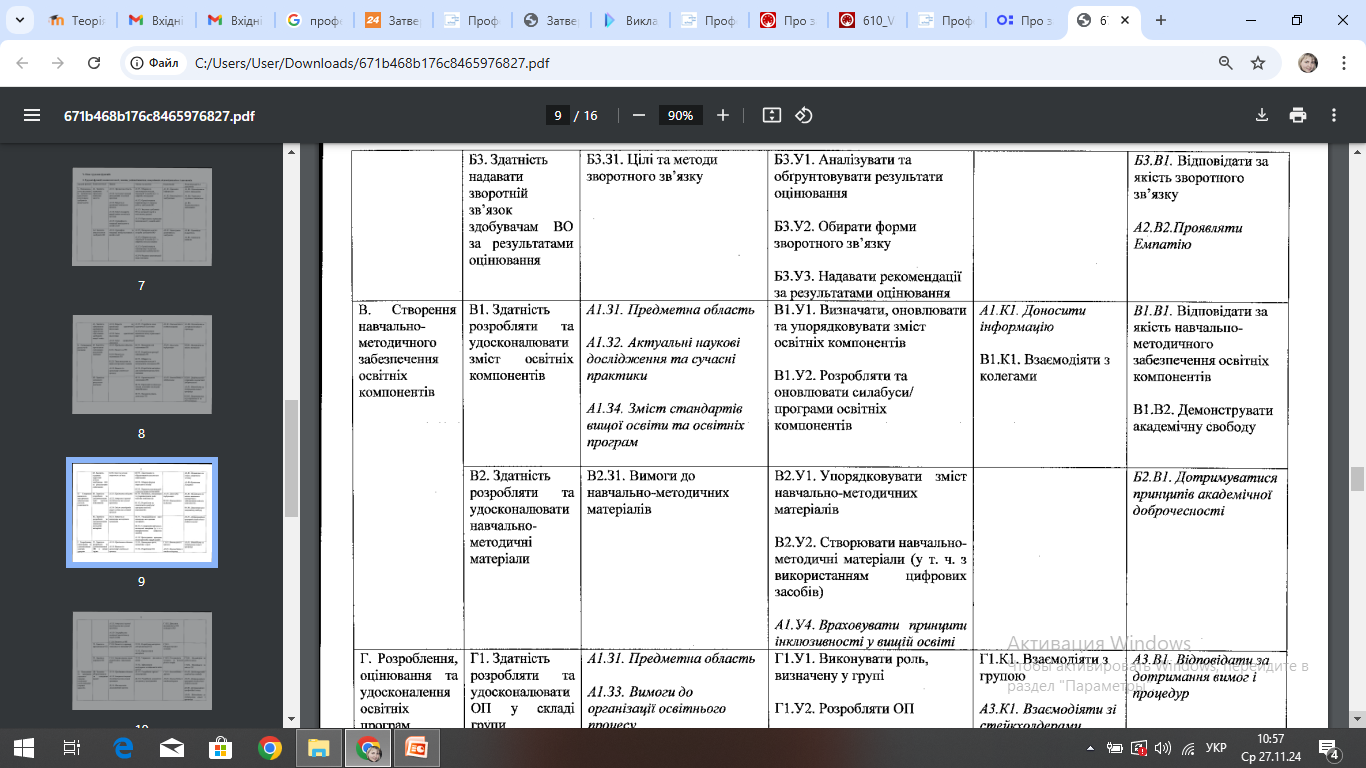 Теорія
Вхідні
Вхідні
профе
Затвер
Профе
Затвер
Виклад
Профе
Про з
610_V
Профе
Про з
67
Файл
C:/Users/User/Downloads/671b468b176c8465976827.pdf
671b468b176c8465976827.pdf
9 / 16
90%
7
8
9
Б3. Здатність
надавати
зворотній
зв’язок
здобувачам ВО
за результатами
оцінювання
Б3.З1. Цілі та методи
зворотного зв’язку
Б3.У1. Аналізувати та
обґрунтовувати результати
оцінювання
Б3.У2. Обирати форми
зворотного зв’язку
Б3.У3. Надавати рекомендації
за результатами оцінювання
Б3.В1. Відповідати за
якість зворотного
зв’язку
А2.В2.Проявляти
Емпатію
В. Створення
навчально-
методичного
забезпечення
освітніх
компонентів
В1. Здатність
розробляти та
удосконалювати
зміст освітніх
компонентів
А1.З1. Предметна область
А1.З2. Актуальні наукові
дослідження та сучасні
практики
А1.З4. Зміст стандартів
вищої освіти та освітніх
програм
В1.У1. Визначати, оновлювати
та упорядковувати зміст
освітніх компонентів
В1.У2. Розробляти та
оновлювати силабуси/
програми освітніх
компонентів
А1.К1. Доносити
інформацію
В1.К1. Взаємодіяти з
колегами
В1.В1. Відповідати за
якість навчально-
методичного
забезпечення освітніх
компонентів
В1.В2. Демонструвати
академічну свободу
В2. Здатність
розробляти та
удосконалювати
навчально-
методичні
матеріали
В2.З1. Вимоги до
навчально-методичних
матеріалів
В2.У1. Упорядковувати зміст
навчально-методичних
матеріалів
В2.У2. Створювати навчально-
методичні матеріали (у т. ч. з
використанням цифрових
засобів)
А1.У4. Враховувати принципи
інклюзивності у вищій освіті
Б2.В1. Дотримуватися
принципів академічної
доброчесності
Г. Розроблення,
оцінювання та
удосконалення
освітніх
програм
Г1. Здатність
розробляти та
удосконалювати
ОП у складі
групи
А1.З1. Предметна область
А1.З3. Вимоги до
організації освітнього
процесу
Г1.У1. Виконувати роль,
визначену у групі
Г1.У2. Розробляти ОП
Г1.К1. Взаємодіяти з
групою
А3.К1. Взаємодіяти зі
стейкхолдерами
А3.В1. Відповідати за
дотримання вимог і
процедур
Активация Windows
Чтобы активировать Windows, перейдите в
раздел "Параметры
УКР
10:57
Ср 27.11.24
4